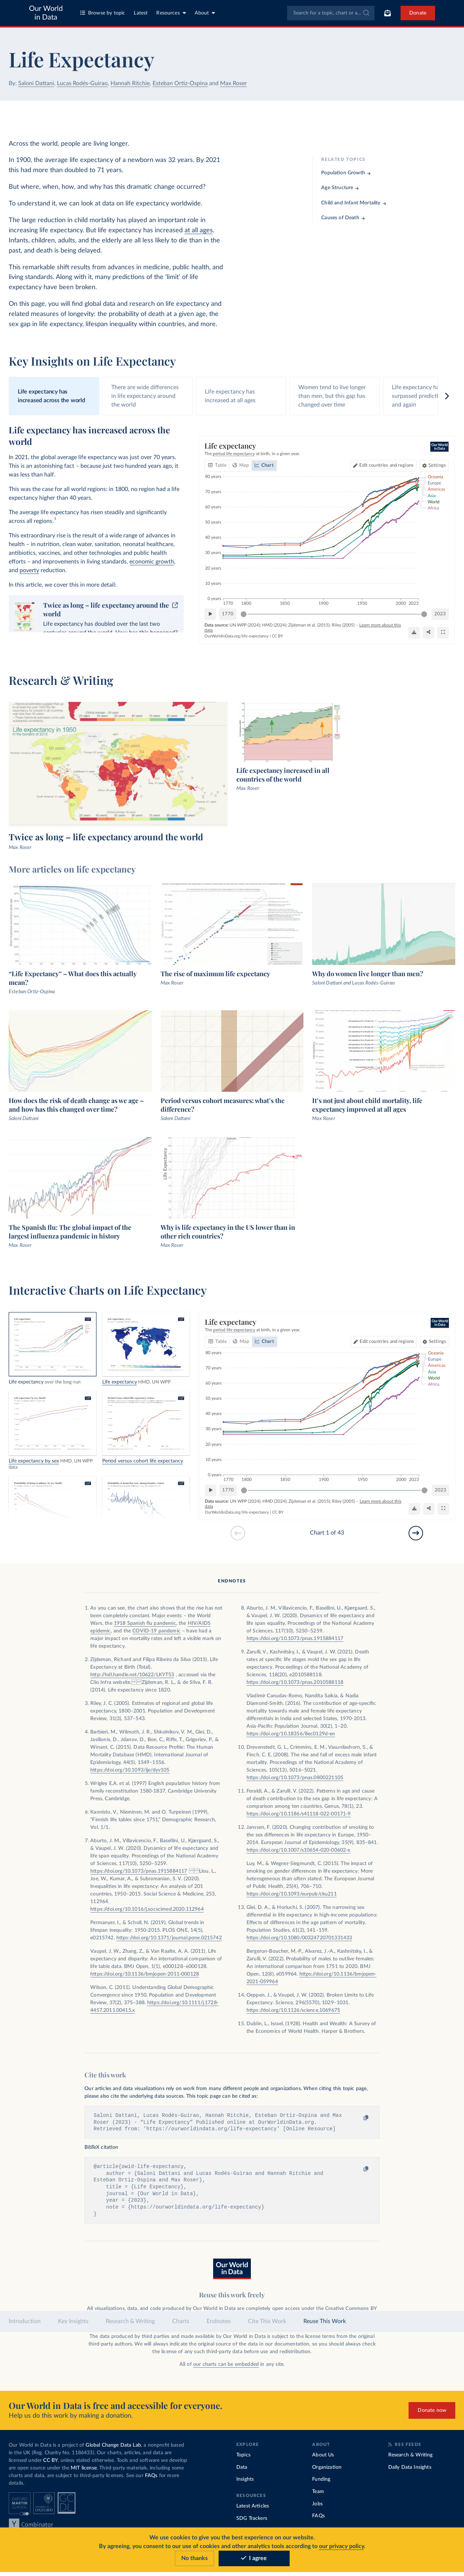 Our World
in Data
Browse by topic
Latest
Resources
About
Search for a topic, chart or a...
Donate
Life Expectancy
By: Saloni Dattani, Lucas Rodés-Guirao, Hannah Ritchie, Esteban Ortiz-Ospina and Max Roser
Across the world, people are living longer.
In 1900, the average life expectancy of a newborn was 32 years. By 2021
this had more than doubled to 71 years.
But where, when, how, and why has this dramatic change occurred?
To understand it, we can look at data on life expectancy worldwide.
The large reduction in child mortality has played an important role in
increasing life expectancy. But life expectancy has increased at all ages.
Infants, children, adults, and the elderly are all less likely to die than in the
past, and death is being delayed.
This remarkable shift results from advances in medicine, public health, and
living standards. Along with it, many predictions of the 'limit' of life
expectancy have been broken.
On this page, you will find global data and research on life expectancy and
related measures of longevity: the probability of death at a given age, the
sex gap in life expectancy, lifespan inequality within countries, and more.
RELATED TOPICS
Population Growth →
Age Structure →
Child and Infant Mortality →
Causes of Death →
Key Insights on Life Expectancy
Life expectancy has
increased across the world
There are wide differences
in life expectancy around
the world
Life expectancy has
increased at all ages
Women tend to live longer
than men, but this gap has
changed over time
Life expectancy ha
surpassed predicti
and again
Life expectancy has increased across the
world
In 2021, the global average life expectancy was just over 70 years.
This is an astonishing fact – because just two hundred years ago, it
was less than half.
This was the case for all world regions: in 1800, no region had a life
expectancy higher than 40 years.
The average life expectancy has risen steadily and significantly
across all regions.1
This extraordinary rise is the result of a wide range of advances in
health – in nutrition, clean water, sanitation, neonatal healthcare,
antibiotics, vaccines, and other technologies and public health
efforts – and improvements in living standards, economic growth,
and poverty reduction.
In this article, we cover this in more detail:
Twice as long – life expectancy around the
world
Life expectancy has doubled over the last two
centuries around the world. How has this happened?
Life expectancy
The period life expectancy at birth, in a given year.
Our World
in Data
Table
Map
Chart
Edit countries and regions
Settings
80 years
70 years
60 years
50 years
40 years
30 years
20 years
10 years
0 years
1770
1800
1850
1900
1950
2000
2023
Oceania
Europe
Americas
Asia
World
Africa
1770
2023
Data source: UN WPP (2024); HMD (2024); Zijdeman et al. (2015); Riley (2005) – Learn more about this
data
OurWorldinData.org/life-expectancy | CC BY
Research & Writing
Life expectancy in 1950
Twice as long – life expectancy around the world
Max Roser
Life expectancy increased in all
countries of the world
Max Roser
More articles on life expectancy
"Life Expectancy" – What does this actually
mean?
Esteban Ortiz-Ospina
The rise of maximum life expectancy
Max Roser
Why do women live longer than men?
Saloni Dattani and Lucas Rodés-Guirao
How does the risk of death change as we age –
and how has this changed over time?
Saloni Dattani
Period versus cohort measures: what's the
difference?
Saloni Dattani
It's not just about child mortality, life
expectancy improved at all ages
Max Roser
The Spanish flu: The global impact of the
largest influenza pandemic in history
Max Roser
Life Expectancy
Why is life expectancy in the US lower than in
other rich countries?
Max Roser
Interactive Charts on Life Expectancy
Life expectancy over the long-run
Life expectancy HMD, UN WPP
Life expectancy by sex HMD, UN WPP
data
Period versus cohort life expectancy
Life expectancy
The period life expectancy at birth, in a given year.
Our World
in Data
Table
Map
Chart
Edit countries and regions
Settings
80 years
70 years
60 years
50 years
40 years
30 years
20 years
10 years
0 years
1770
1800
1850
1900
1950
2000
2023
Oceania
Europe
Americas
Asia
World
Africa
1770
2023
Data source: UN WPP (2024); HMD (2024); Zijdeman et al. (2015); Riley (2005) – Learn more about this
data
OurWorldinData.org/life-expectancy | CC BY
Chart 1 of 43
ENDNOTES
1. As you can see, the chart also shows that the rise has not
been completely constant. Major events – the World
Wars, the 1918 Spanish flu pandemic, the HIV/AIDS
epidemic, and the COVID-19 pandemic – have had a
major impact on mortality rates and left a visible mark on
life expectancy.
2. Zijdeman, Richard and Filipa Ribeira da Silva (2015). Life
Expectancy at Birth (Total).
http://hdl.handle.net/10622/LKYT53 , accessed via the
Clio Infra website. Zijdeman, R. L., & de Silva, F. R.
(2014). Life expectancy since 1820.
3. Riley, J. C. (2005). Estimates of regional and global life
expectancy, 1800–2001. Population and Development
Review, 31(3), 537–543.
4. Barbieri, M., Wilmoth, J. R., Shkolnikov, V. M., Glei, D.,
Jasilionis, D., Jdanov, D., Boe, C., Riffe, T., Grigoriev, P., &
Winant, C. (2015). Data Resource Profile: The Human
Mortality Database (HMD). International Journal of
Epidemiology, 44(5), 1549–1556.
https://doi.org/10.1093/ije/dyv105
5. Wrigley E.A. et al. (1997) English population history from
family reconstitution 1580-1837. Cambridge University
Press.
6. Kannisto, V., Nieminen, M. and O. Turpeinen (1999),
"Finnish life tables since 1751," Demographic Research,
Vol. 1/1.
7. Aburto, J. M., Villavicencio, F., Basellini, U., Kjærgaard, S.,
& Vaupel, J. W. (2020). Dynamics of life expectancy and
life span equality. Proceedings of the National Academy
of Sciences, 117(10), 5250–5259.
https://doi.org/10.1073/pnas.1915884117 Liou, L.,
Joe, W., Kumar, A., & Subramanian, S. V. (2020).
Inequalities in life expectancy: An analysis of 201
countries, 1950–2015. Social Science & Medicine, 253,
112964.
https://doi.org/10.1016/j.socscimed.2020.112964
Permanyer, I., & Scholl, N. (2019). Global trends in
lifespan inequality: 1950-2015. PLOS ONE, 14(5),
e0215742. https://doi.org/10.1371/journal.pone.0215742
Vaupel, J. W., Zhang, Z., & Van Raalte, A. A. (2011). Life
expectancy and disparity: An international comparison of
life table data. BMJ Open, 1(1), e000128–e000128.
https://doi.org/10.1136/bmjopen-2011-000128
Wilson, C. (2011). Understanding Global Demographic
Convergence since 1950. Population and Development
Review, 37(2), 375–388. https://doi.org/10.1111/j.1728-
4457.2011.00415.x
8. Aburto, J. M., Villavicencio, F., Basellini, U., Kjærgaard, S.,
& Vaupel, J. W. (2020). Dynamics of life expectancy and
life span equality. Proceedings of the National Academy
of Sciences, 117(10), 5250–5259.
https://doi.org/10.1073/pnas.1915884117
9. Zarulli, V., Kashnitsky, I., & Vaupel, J. W. (2021). Death
rates at specific life stages mold the sex gap in life
expectancy. Proceedings of the National Academy of
Sciences, 118(20), e2010588118.
https://doi.org/10.1073/pnas.2010588118
Vladimir Canudas-Romo, Nandita Saikia, & Nadia
Diamond-Smith. (2016). The contribution of age-specific
mortality towards male and female life expectancy
differentials in India and selected States, 1970-2013.
Asia-Pacific Population Journal, 30(2), 1–20.
https://doi.org/10.18356/8ec0129d-en
10. Drevenstedt, G. L., Crimmins, E. M., Vasunilashorn, S., &
Finch, C. E. (2008). The rise and fall of excess male infant
mortality. Proceedings of the National Academy of
Sciences, 105(13), 5016–5021.
https://doi.org/10.1073/pnas.0800221105
11. Feraldi, A., & Zarulli, V. (2022). Patterns in age and cause
of death contribution to the sex gap in life expectancy: A
comparison among ten countries. Genus, 78(1), 23.
https://doi.org/10.1186/s41118-022-00171-9
12. Janssen, F. (2020). Changing contribution of smoking to
the sex differences in life expectancy in Europe, 1950–
2014. European Journal of Epidemiology, 35(9), 835–841.
https://doi.org/10.1007/s10654-020-00602-x
Luy, M., & Wegner-Siegmundt, C. (2015). The impact of
smoking on gender differences in life expectancy: More
heterogeneous than often stated. The European Journal
of Public Health, 25(4), 706–710.
https://doi.org/10.1093/eurpub/cku211
13. Glei, D. A., & Horiuchi, S. (2007). The narrowing sex
differential in life expectancy in high-income populations:
Effects of differences in the age pattern of mortality.
Population Studies, 61(2), 141–159.
https://doi.org/10.1080/00324720701331433
Bergeron-Boucher, M.-P., Alvarez, J.-A., Kashnitsky, I., &
Zarulli, V. (2022). Probability of males to outlive females:
An international comparison from 1751 to 2020. BMJ
Open, 12(8), e059964. https://doi.org/10.1136/bmjopen-
2021-059964
14. Oeppen, J., & Vaupel, J. W. (2002). Broken Limits to Life
Expectancy. Science, 296(5570), 1029–1031.
https://doi.org/10.1126/science.1069675
15. Dublin, L., Israel. (1928). Health and Wealth: A Survey of
the Economics of World Health. Harper & Brothers,
Cite this work
Our articles and data visualizations rely on work from many different people and organizations. When citing this topic page,
please also cite the underlying data sources. This topic page can be cited as:
Saloni Dattani, Lucas Rodés-Guirao, Hannah Ritchie, Esteban Ortiz-Ospina and Max
Roser (2023) - "Life Expectancy" Published online at OurWorldinData.org.
Retrieved from: 'https://ourworldindata.org/life-expectancy' [Online Resource]
BibTeX citation
@article{owid-life-expectancy,
author = {Saloni Dattani and Lucas Rodés-Guirao and Hannah Ritchie and
Esteban Ortiz-Ospina and Max Roser},
title = {Life Expectancy},
journal = {Our World in Data},
year = {2023},
note = {https://ourworldindata.org/life-expectancy}
}
Our World
in Data
Reuse this work freely
All visualizations, data, and code produced by Our World in Data are completely open access under the Creative Commons BY
Introduction
Key Insights
Research & Writing
Charts
Endnotes
Cite This Work
Reuse This Work
The data produced by third parties and made available by Our World in Data is subject to the license terms from the original
third-party authors. We will always indicate the original source of the data in our documentation, so you should always check
the license of any such third-party data before use and redistribution.
All of our charts can be embedded in any site.
Our World in Data is free and accessible for everyone.
Help us do this work by making a donation.
Donate now
Our World in Data is a project of Global Change Data Lab, a nonprofit based
in the UK (Reg. Charity No. 1186433). Our charts, articles, and data are
licensed under CC BY, unless stated otherwise. Tools and software we develop
are open source under the MIT license. Third-party materials, including some
charts and data, are subject to third-party licenses. See our FAQs for more
details.
OXFORD
MARTIN
SCHOOL
UNIVERSITY OF
OXFORD
GC
DL
Y
Combinator
EXPLORE
Topics
Data
Insights
RESOURCES
Latest Articles
SDG Trackers
ABOUT
About Us
Organization
Funding
Team
Jobs
FAQs
RSS FEEDS
Research & Writing
Daily Data Insights
We use cookies to give you the best experience on our website.
By agreeing, you consent to our use of cookies and other analytics tools according to our privacy policy.
No thanks
I agree